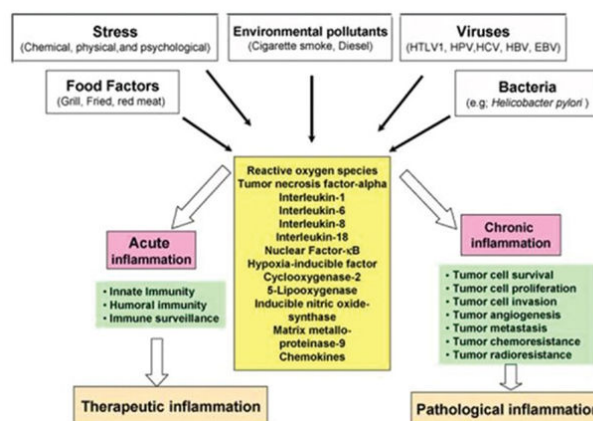 Stress
(Chemical, physical,and psychological)
Environmental pollutants
(Cigarette smoke, Diesel)
Viruses
(HTLV1, HPV,HCV, HBV, EBV)
Food Factors
(Grill, Fried, red meat)
Bacteria
(e.g; Helicobacter pylori )
Reactive oxygen species
Tumor necrosis factor-alpha
Interleukin-1
Interleukin-6
Interleukin-8
Interleukin-18
Nuclear Factor-κB
Hypoxia-inducible factor
Cyclooxygenase-2
5-Lipooxygenase
Inducible nitric oxide-
synthase
Matrix metallo-
proteinase-9
Chemokines
Acute
inflammation
• Innate Immunity
• Humoral immunity
• Immune surveillance
Therapeutic inflammation
Chronic
inflammation
• Tumor cell survival
• Tumor cell proliferation
• Tumor cell invasion
• Tumor angiogenesis
• Tumor metastasis
• Tumor chemoresistance
• Tumor radioresistance
Pathological inflammation